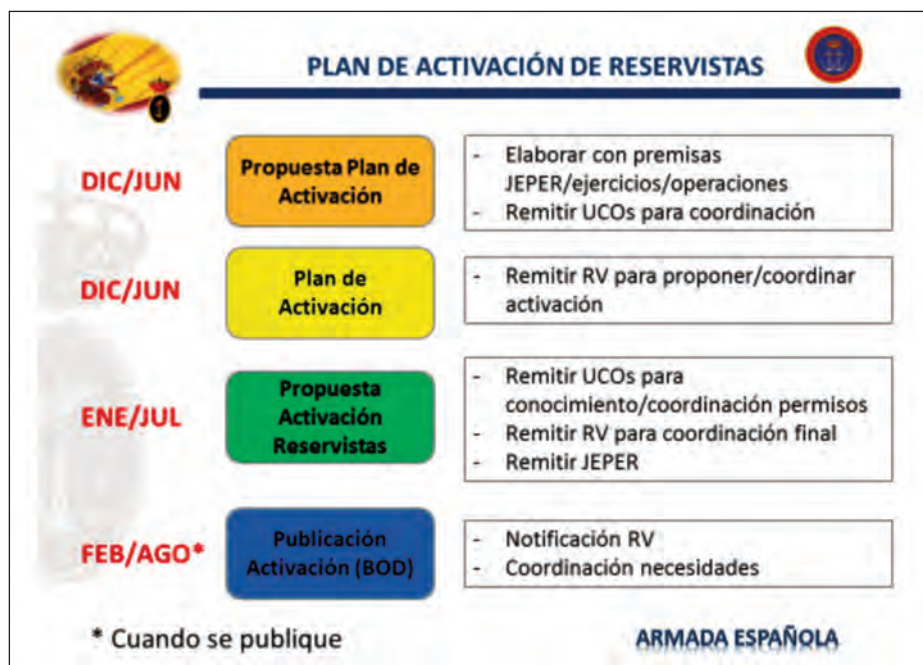 PLAN DE ACTIVACIÓN DE RESERVISTAS
DIC/JUN
Propuesta Plan de
Activación
- Elaborar con premisas
JEPER/ejercicios/operaciones
- Remitir UCOs para coordinación
DIC/JUN
Plan de
Activación
- Remitir RV para proponer/coordinar
activación
ENE/JUL
Propuesta
Activación
Reservistas
- Remitir UCOs para
conocimiento/coordinación permisos
- Remitir RV para coordinación final
- Remitir JEPER
FEB/AGO*
Publicación
Activación (BOD)
- Notificación RV
- Coordinación necesidades
* Cuando se publique
ARMADA ESPAÑOLA